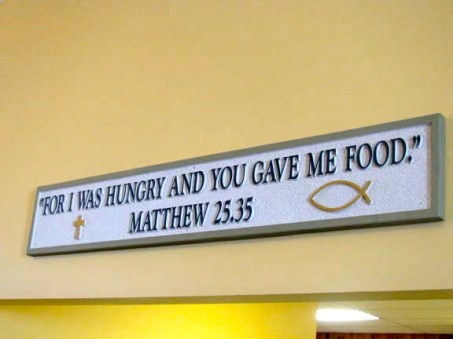 "FOR I WAS HUNGRY AND YOU GAVE ME FOOD."
MATTHEW 25.35